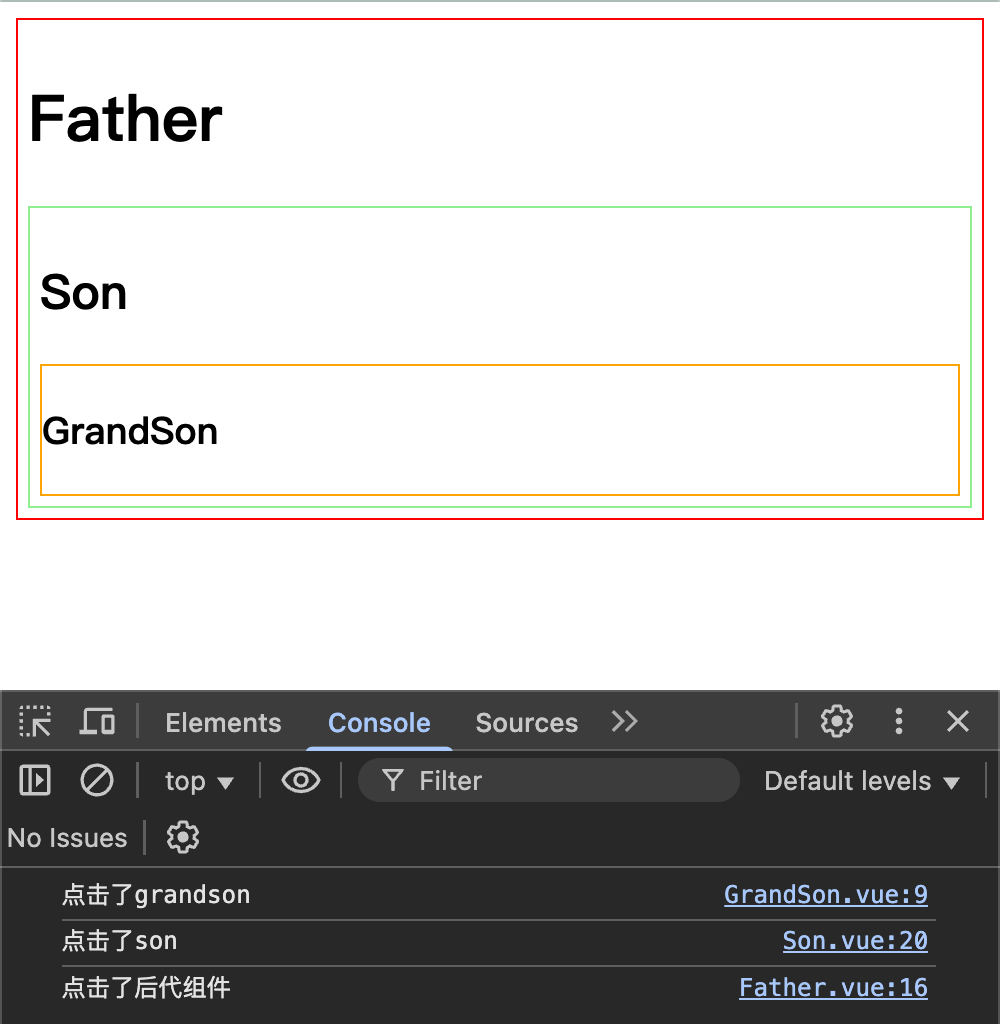 Father
Son
GrandSon
Elements Console Sources
top Filter Default levels
No Issues
点击了grandson GrandSon.vue:9
点击了son Son.vue:20
点击了后代组件 Father.vue:16